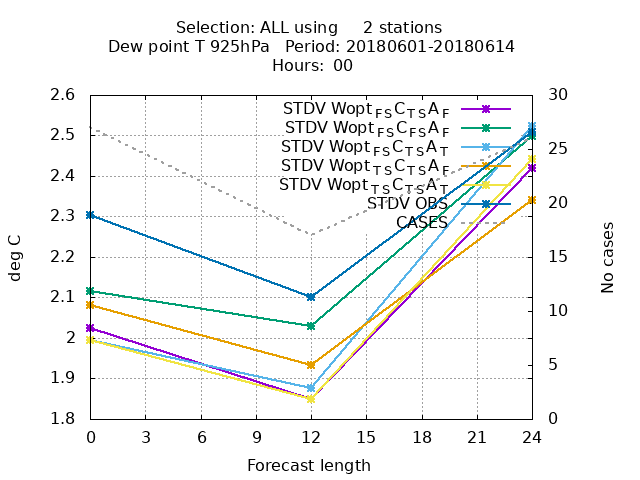 Selection: ALL using 2 stations
Dew point T 925hPa Period: 20180601-20180614
Hours: 00
2.6
2.5
2.4
2.3
2.2
2.1
2
1.9
1.8
30
25
20
15
10
5
0
STDV Wopt_FS C_TS A_F
STDV Wopt_FS C_FS A_F
STDV Wopt_FS C_TS A_T
STDV Wopt_TS C_TS A_F
STDV Wopt_TS C_TS A_T
STDV OBS
CASES
deg C
No cases
0 3 6 9 12 15 18 21 24
Forecast length